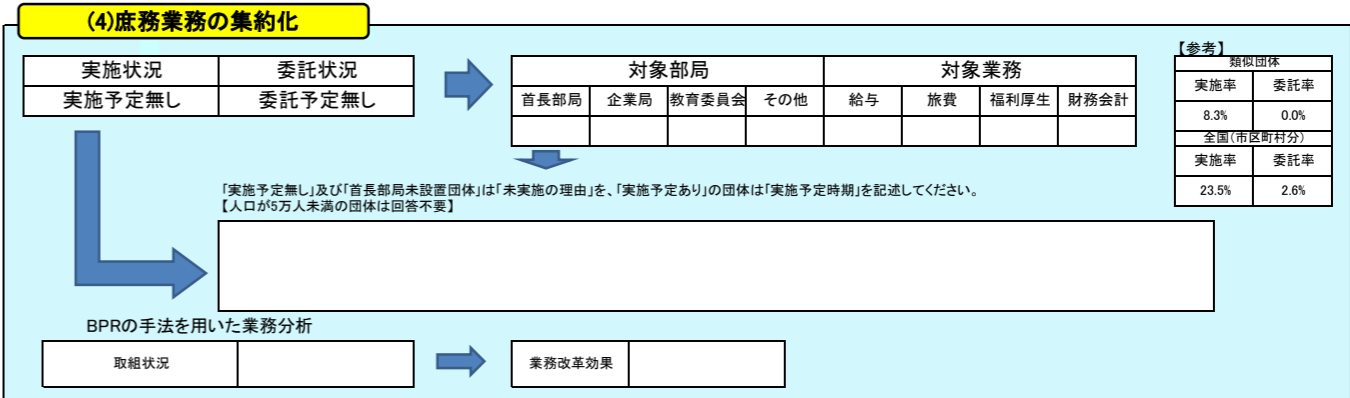 (4)庶務業務の集約化
実施状況 委託状況
実施予定無し 委託予定無し
対象部局 対象業務
首長部局 企業局 教育委員会 その他 給与 旅費 福利厚生 財務会計
【参考】
類似団体
実施率 委託率
8.3% 0.0%
全国(市区町村分)
実施率 委託率
23.5% 2.6%
「実施予定無し」及び「首長部局未設置団体」は「未実施の理由」を、「実施予定あり」の団体は「実施予定時期」を記述してください。
【人口が5万人未満の団体は回答不要】
BPRの手法を用いた業務分析
取組状況
業務改革効果